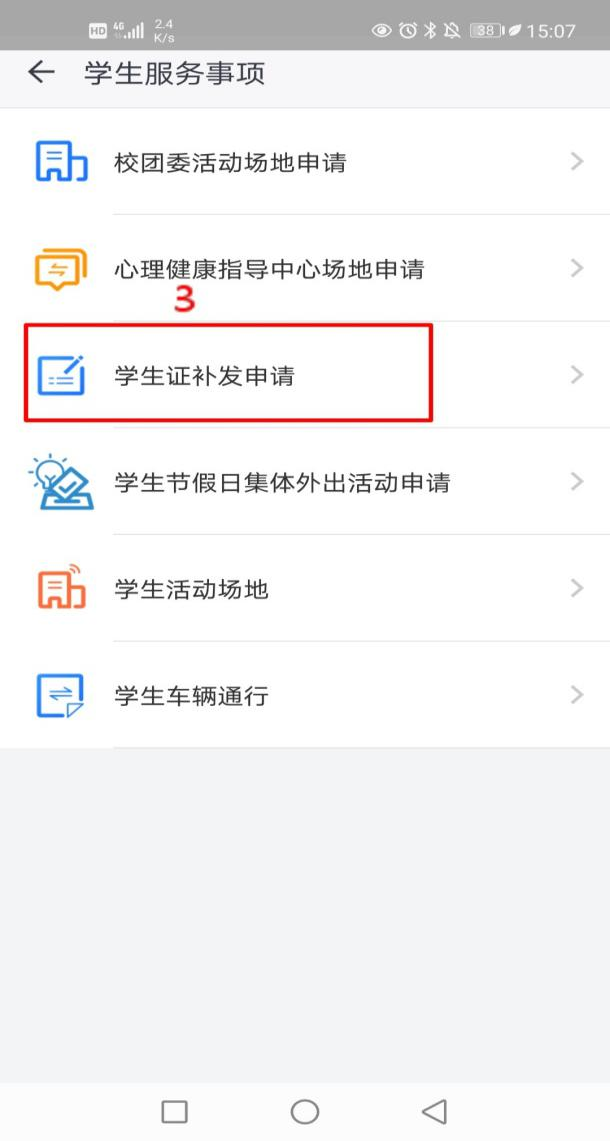 HD 4G 2.4 K/s 38 15:07
学生服务事项
校团委活动场地申请
心理健康指导中心场地申请
3
学生证补发申请
学生节假日集体外出活动申请
学生活动场地
学生车辆通行